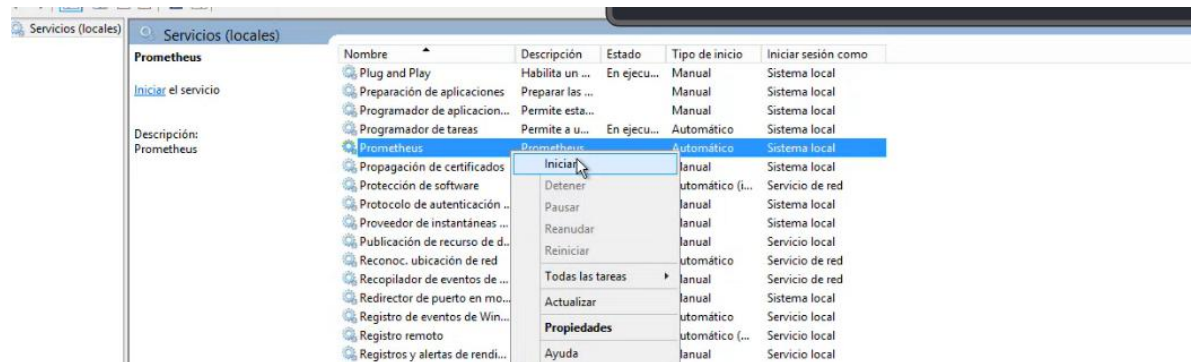 Servicios (locales)
Servicios (locales)
Prometheus
Iniciar el servicio
Descripción:
Prometheus
Nombre Descripción Estado Tipo de inicio Iniciar sesión como
Plug and Play Habilita un ... En ejecu... Manual Sistema local
Preparación de aplicaciones Preparar las ... Manual Sistema local
Programador de aplicacion... Permite esta... Manual Sistema local
Programador de tareas Permite a u... En ejecu... Automático Sistema local
Prometheus Prometheus Automático Sistema local
Propagación de certificados Manual Sistema local
Protección de software utomático (i... Servicio de red
Protocolo de autenticación .. Manual Sistema local
Proveedor de instantáneas ... Manual Sistema local
Publicación de recurso de d.. Manual Servicio local
Reconoc. ubicación de red utomático Servicio de red
Recopilador de eventos de ... Manual Servicio de red
Redirector de puerto en mo... Manual Sistema local
Registro de eventos de Win... utomático Servicio local
Registro remoto utomático (... Servicio local
Registros y alertas de rendi... Manual Servicio local
Iniciar
Detener
Pausar
Reanudar
Reiniciar
Todas las tareas
Actualizar
Propiedades
Ayuda